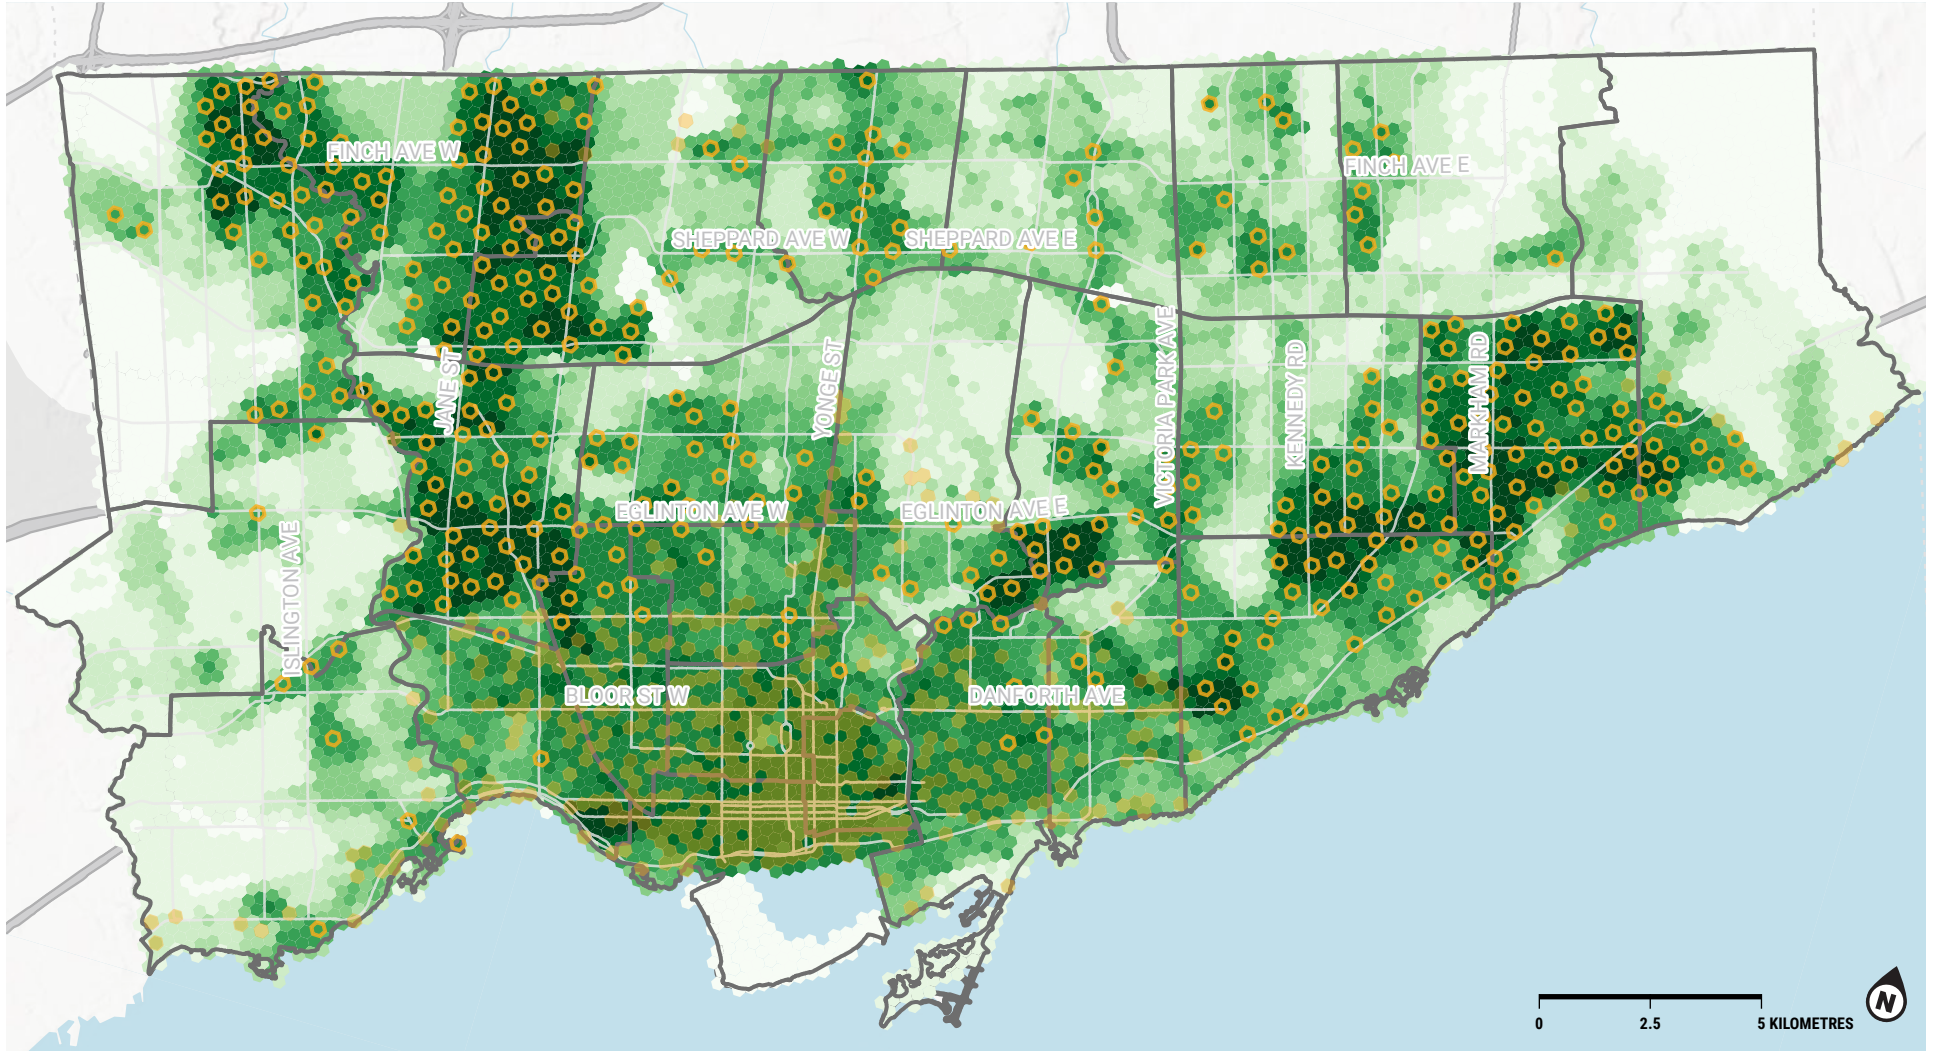 FINCH AVE W
FINCH AVE E
SHEPPARD AVE W
SHEPPARD AVE E
JANE ST
YONGE ST
VICTORIA PARK AVE
KENNEDY RD
MARKHAM RD
EGLINTON AVE W
EGLINTON AVE E
ISLINGTON AVE
BLOOR ST W
DANFORTH AVE
N
0 2.5 5 KILOMETRES